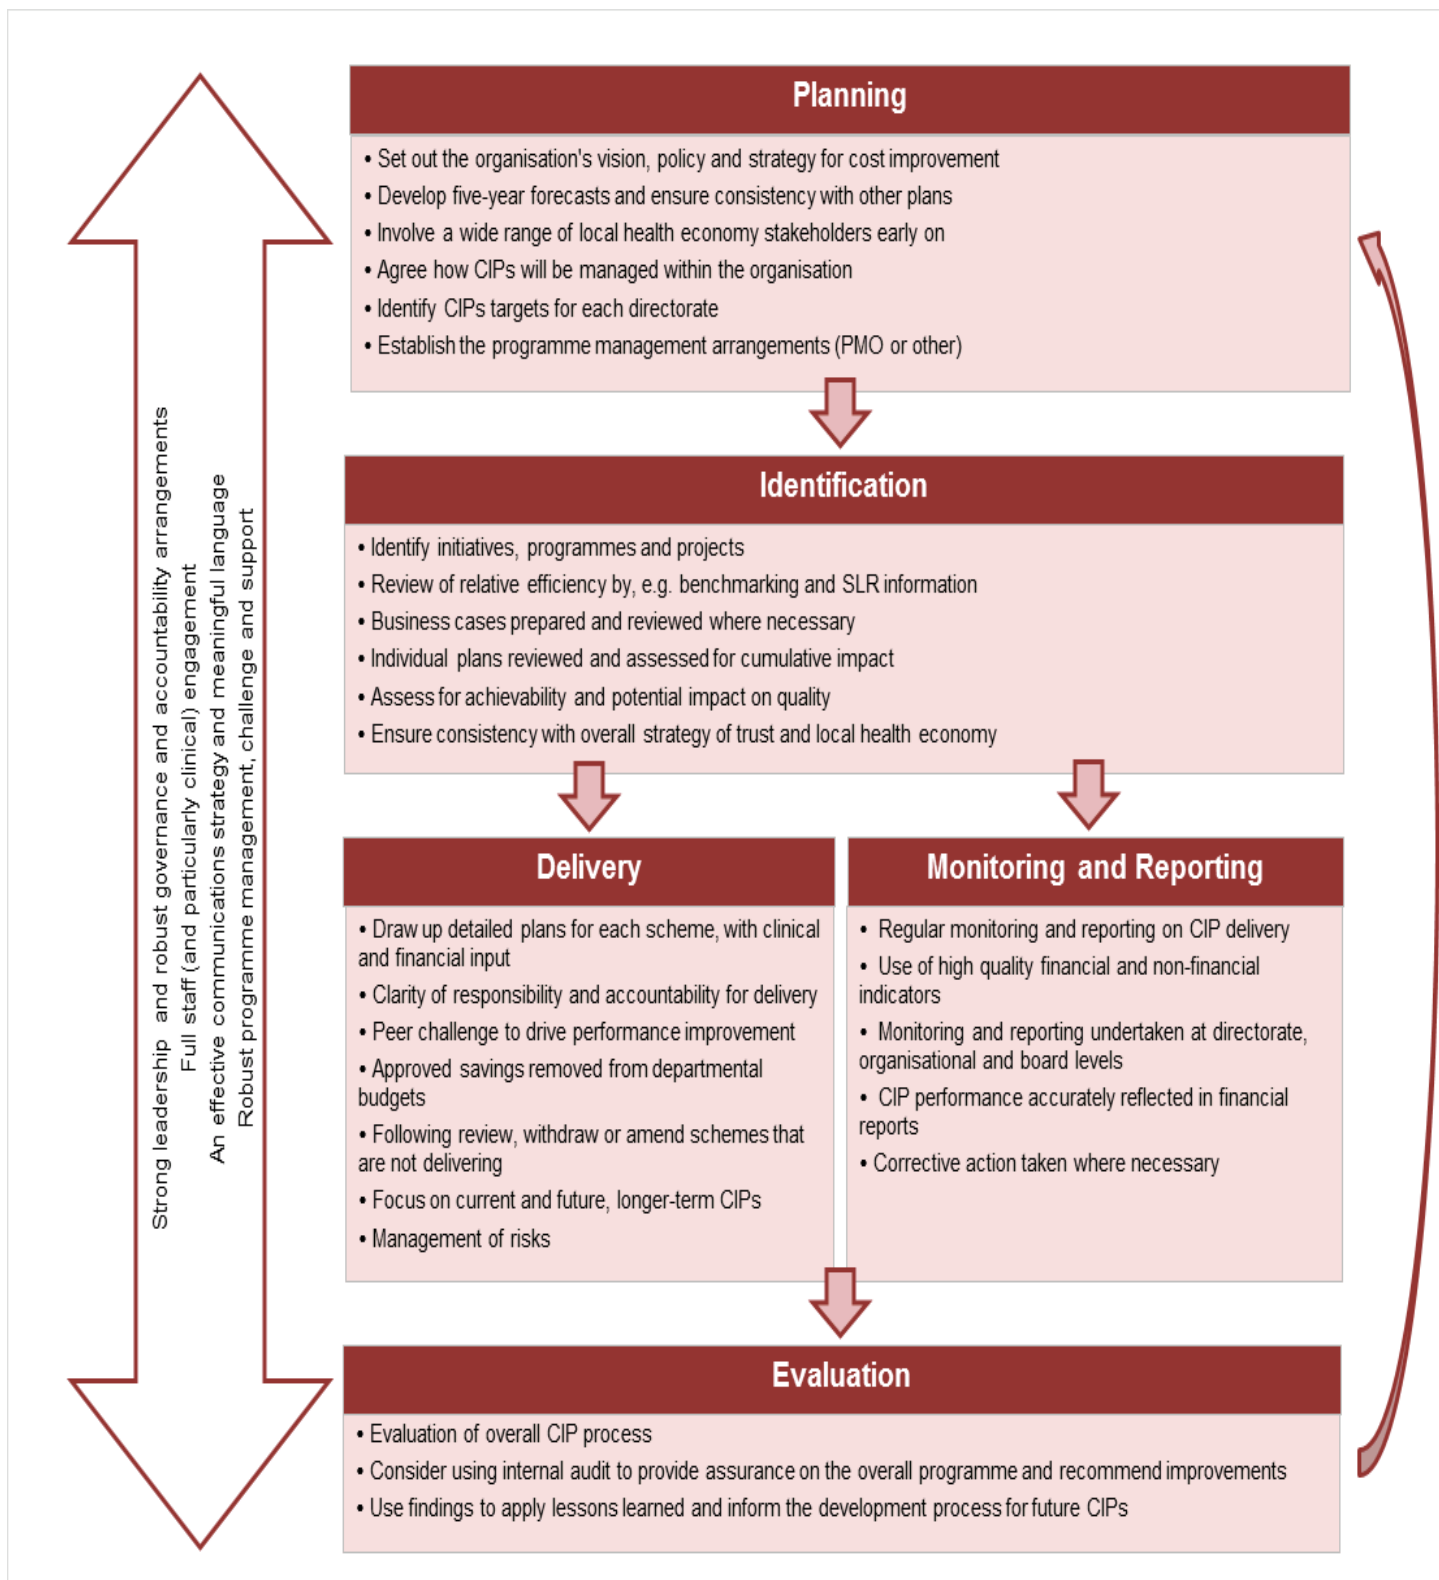 Planning
• Set out the organisation's vision, policy and strategy for cost improvement
• Develop five-year forecasts and ensure consistency with other plans
• Involve a wide range of local health economy stakeholders early on
• Agree how CIPs will be managed within the organisation
• Identify CIPs targets for each directorate
• Establish the programme management arrangements (PMO or other)
Strong leadership and robust governance and accountability arrangements
Full staff (and particularly clinical) engagement
An effective communications strategy and meaningful language
Robust programme management, challenge and support
Identification
• Identify initiatives, programmes and projects
• Review of relative efficiency by, e.g. benchmarking and SLR information
• Business cases prepared and reviewed where necessary
• Individual plans reviewed and assessed for cumulative impact
• Assess for achievability and potential impact on quality
• Ensure consistency with overall strategy of trust and local health economy
Delivery
• Draw up detailed plans for each scheme, with clinical
and financial input
• Clarity of responsibility and accountability for delivery
• Peer challenge to drive performance improvement
• Approved savings removed from departmental
budgets
• Following review, withdraw or amend schemes that
are not delivering
• Focus on current and future, longer-term CIPs
• Management of risks
Monitoring and Reporting
• Regular monitoring and reporting on CIP delivery
• Use of high quality financial and non-financial
indicators
• Monitoring and reporting undertaken at directorate,
organisational and board levels
• CIP performance accurately reflected in financial
reports
• Corrective action taken where necessary
Evaluation
• Evaluation of overall CIP process
• Consider using internal audit to provide assurance on the overall programme and recommend improvements
• Use findings to apply lessons learned and inform the development process for future CIPs